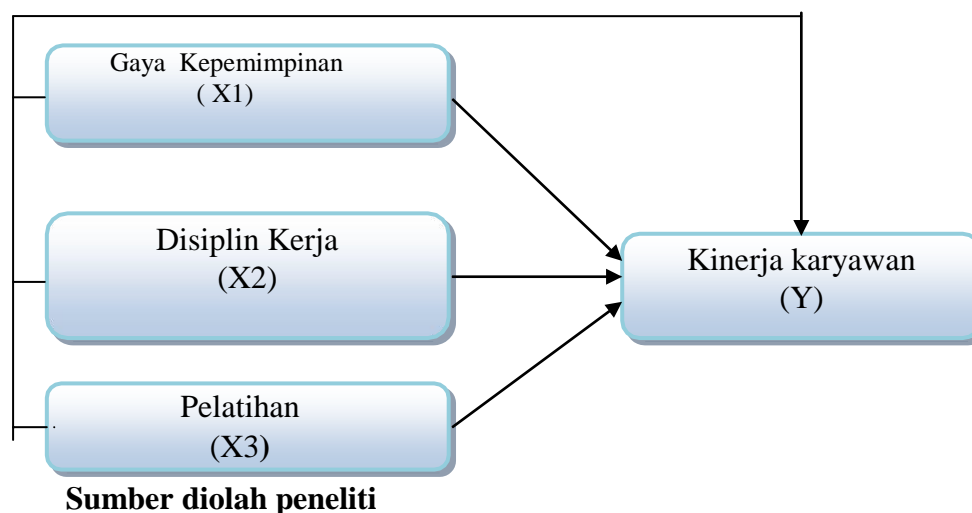 Gaya Kepemimpinan
( X1)
Disiplin Kerja
(X2)
Kinerja karyawan
(Y)
Pelatihan
(X3)
Sumber diolah peneliti